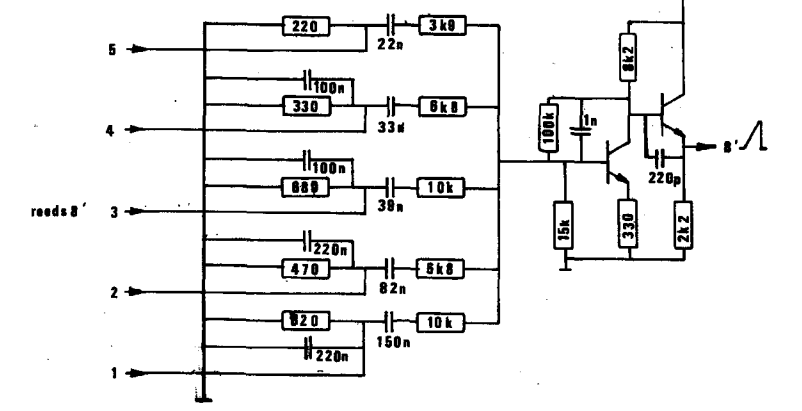 220
22n
3k9
5
8k2
100n
330
33n
6k8
4
100k
1n
8'
220p
100n
680
39n
10k
reeds 8'
3
15k
330
2k2
220n
470
82n
6k8
2
820
150n
10k
220n
1